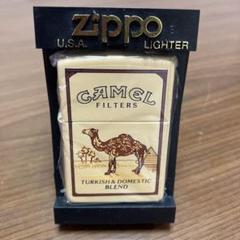 Zippo
U.S.A. LIGHTER
CAMEL
FILTERS
TURKISH & DOMESTIC
BLEND